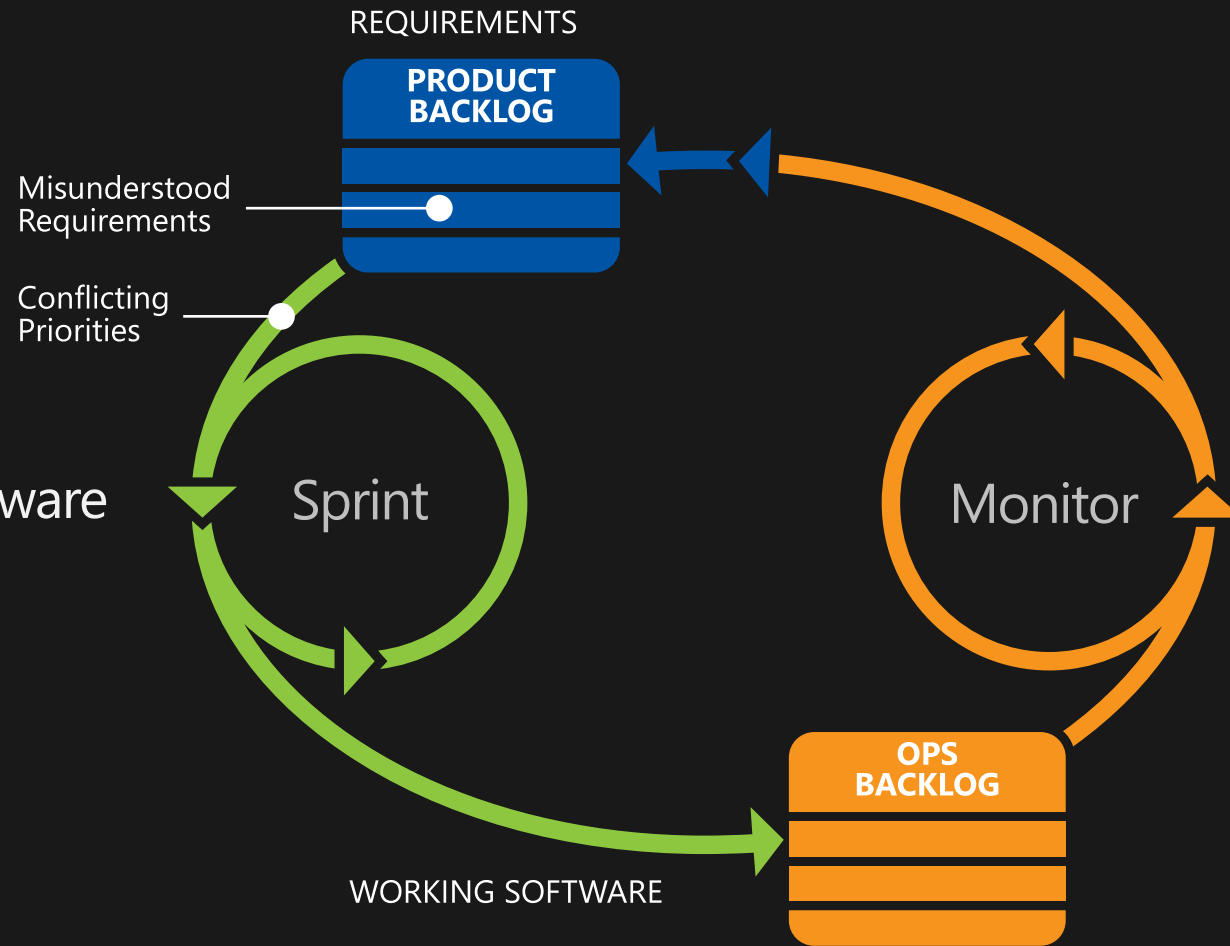 REQUIREMENTS
PRODUCT
BACKLOG
Misunderstood
Requirements
Conflicting
Priorities
ware
Sprint
Monitor
OPS
BACKLOG
WORKING SOFTWARE